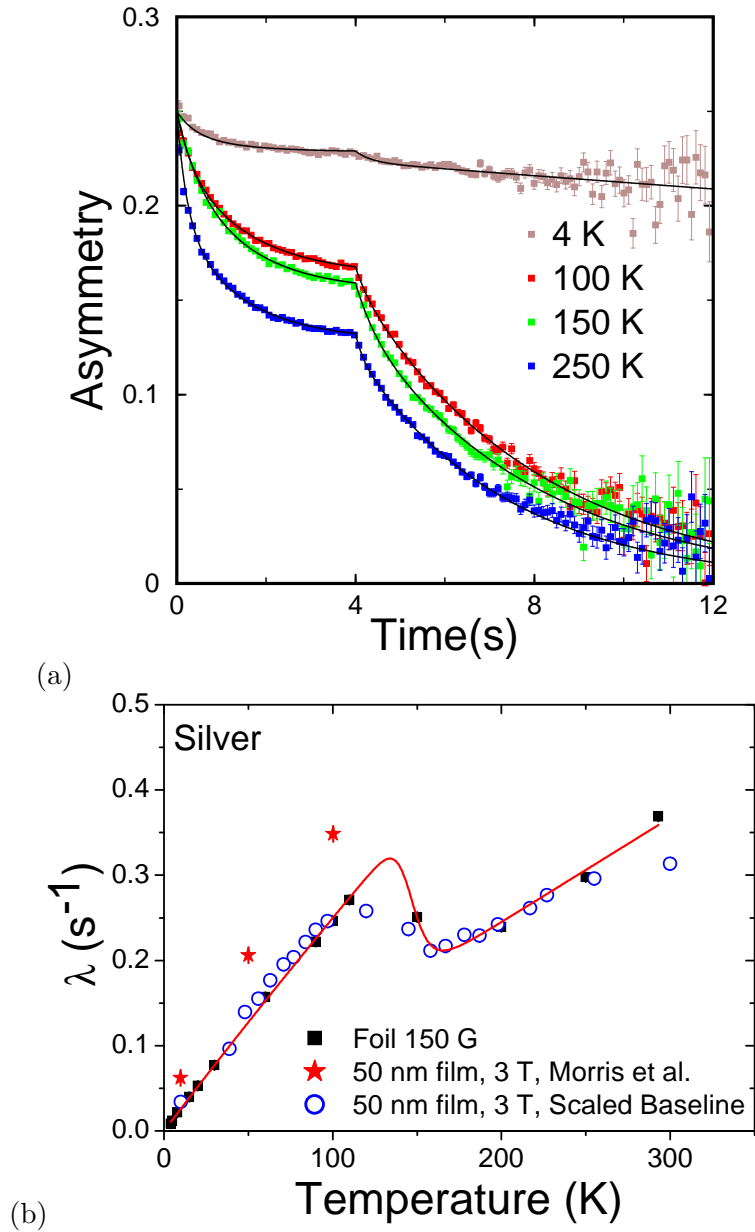 0.3
0.2
0.1
0
Asymmetry
4 K
100 K
150 K
250 K
0 4 8 12
Time(s)
(a)
0.5
0.4
0.3
0.2
0.1
0.0
λ (s⁻¹)
Silver
Foil 150 G
50 nm film, 3 T, Morris et al.
50 nm film, 3 T, Scaled Baseline
0 100 200 300
Temperature (K)
(b)